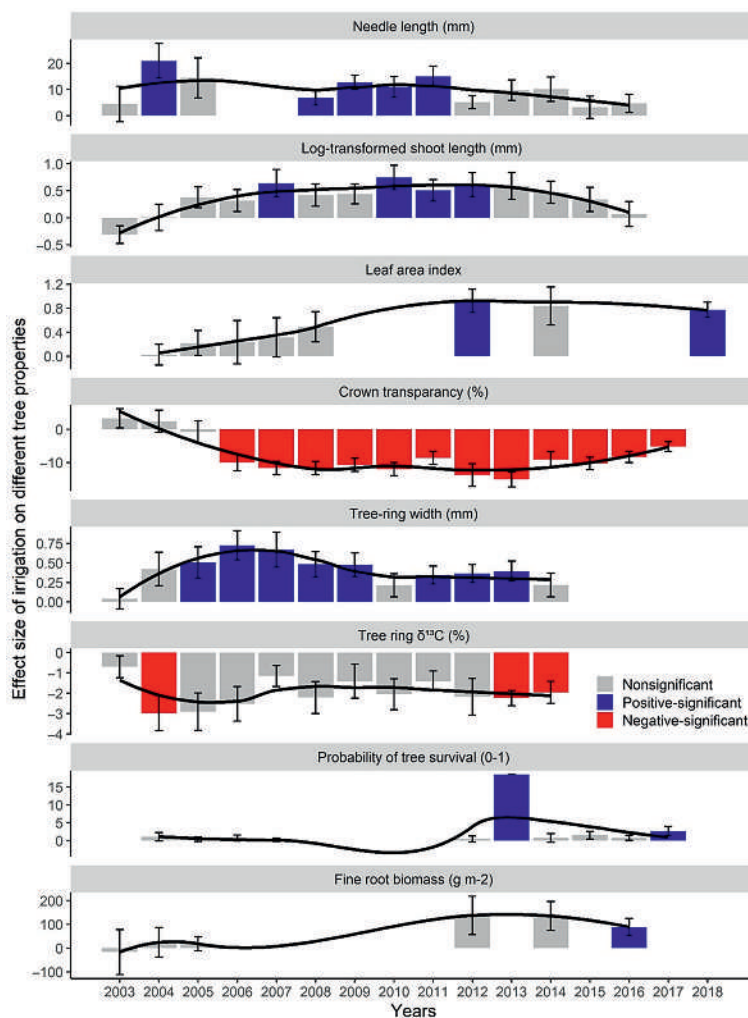 Needle length (mm)
20
10
0
Log-transformed shoot length (mm)
1.0
0.5
0.0
−0.5
Leaf area index
1.2
0.8
0.4
0.0
Crown transparancy (%)
0
−10
Tree-ring width (mm)
0.75
0.50
0.25
0.00
Tree ring δ¹³C (%)
0
−1
−2
−3
−4
Nonsignificant
Positive-significant
Negative-significant
Probability of tree survival (0-1)
15
10
5
0
Fine root biomass (g m-2)
200
100
0
−100
2003 2004 2005 2006 2007 2008 2009 2010 2011 2012 2013 2014 2015 2016 2017 2018
Years
Effect size of irrigation on different tree properties